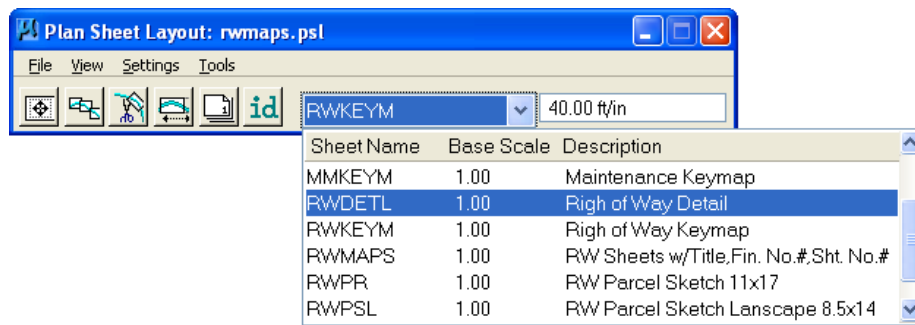 Plan Sheet Layout: rwmaps.psl
File View Settings Tools
id RWKEYM 40.00 ft/in
Sheet Name Base Scale Description
MMKEYM 1.00 Maintenance Keymap
RWDETL 1.00 Righ of Way Detail
RWKEYM 1.00 Righ of Way Keymap
RWMAPS 1.00 RW Sheets w/Title,Fin. No.#,Sht. No.#
RWPR 1.00 RW Parcel Sketch 11x17
RWPSL 1.00 RW Parcel Sketch Lanscape 8.5x14